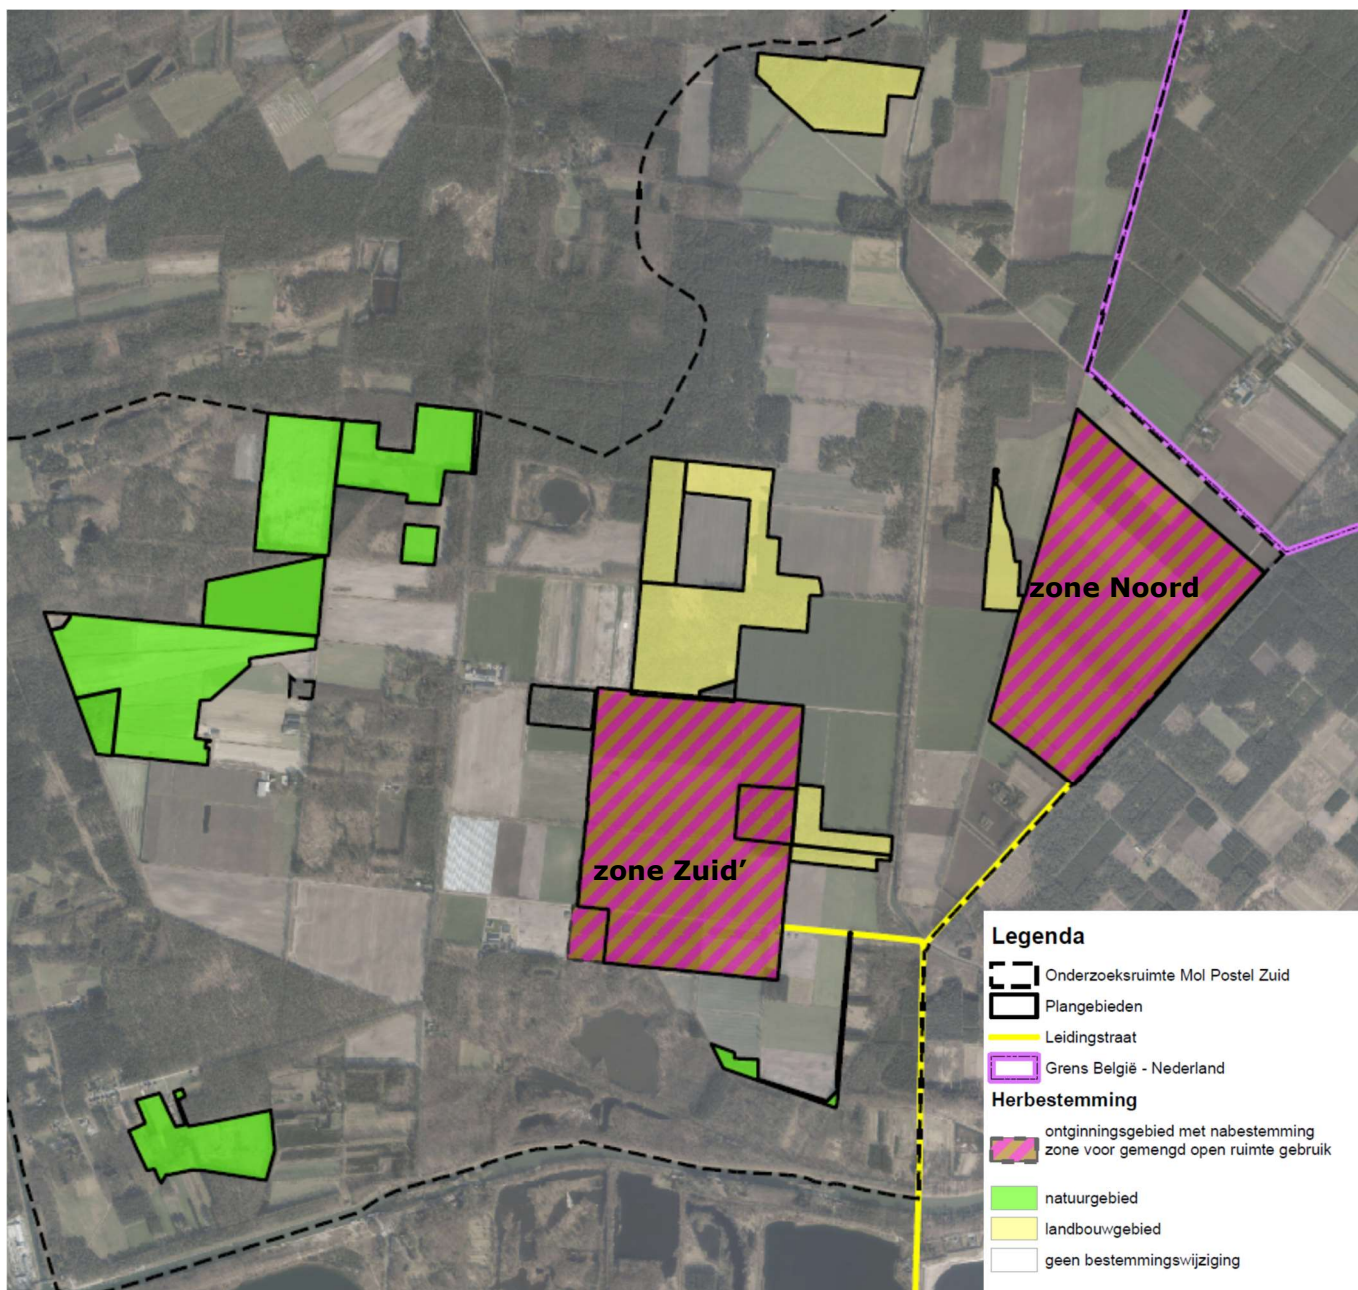 zone Noord
zone Zuid’
Legenda
Onderzoeksruimte Mol Postel Zuid
Plangebieden
Leidingstraat
Grens België - Nederland
Herbestemming
ontginningsgebied met nabestemming
zone voor gemengd open ruimte gebruik
natuurgebied
landbouwgebied
geen bestemmingswijziging